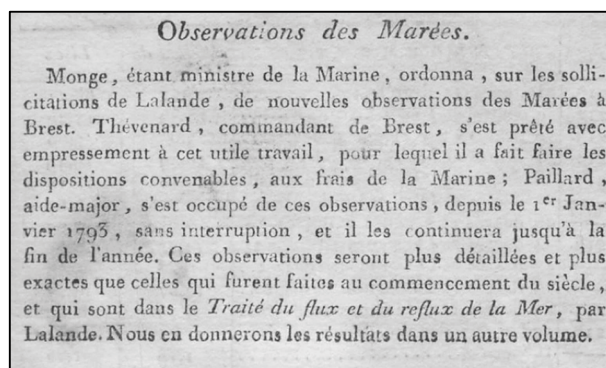 Observations des Marées.
Monge, étant ministre de la Marine, ordonna, sur les solli-
citations de Lalande, de nouvelles observations des Marées à
Brest. Thévenard, commandant de Brest, s'est prêté avec
empressement à cet utile travail, pour lequel il a fait faire les
dispositions convenables, aux frais de la Marine; Paillard,
aide-major, s'est occupé de ces observations, depuis le 1er Jan-
vier 1793, sans interruption, et il les continuera jusqu'à la
fin de l'année. Ces observations seront plus détaillées et plus
exactes que celles qui furent faites au commencement du siècle,
et qui sont dans le Traité du flux et du reflux de la Mer, par
Lalande. Nous en donnerons les résultats dans un autre volume.